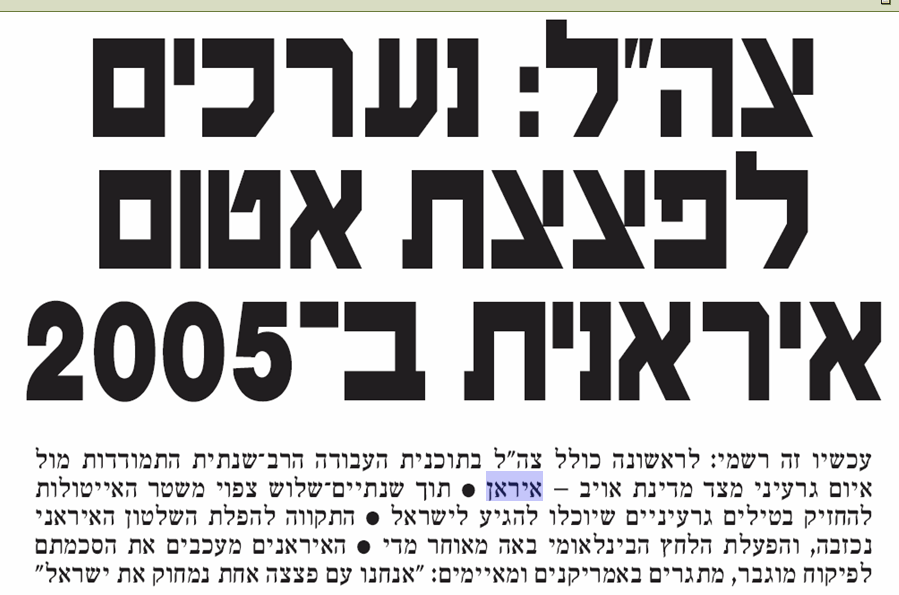 צה"ל: נערכים
לפצצת אטום
איראנית ב־2005
עכשיו זה רשמי: לראשונה כולל צה"ל בתוכנית העבודה הרב־שנתית התמודדות מול
איום גרעיני מצד מדינת אויב – איראן ● תוך שנתיים־שלוש צפוי משטר האייטולות
להחזיק בטילים גרעיניים שיוכלו להגיע לישראל ● התקווה להפלת השלטון האיראני
נכזבה, והפעלת הלחץ הבינלאומי באה מאוחר מדי ● האיראנים מעכבים את הסכמתם
לפיקוח מוגבר, מתגרים באמריקנים ומאיימים: "אנחנו עם פצצה אחת נמחוק את ישראל"